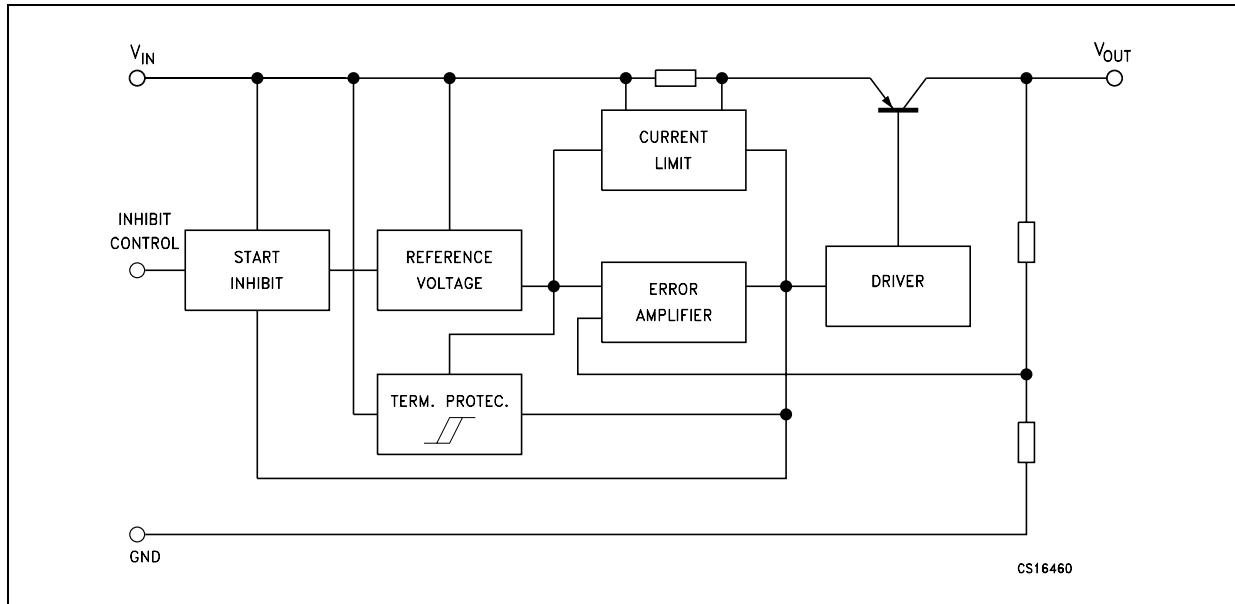 VIN
VOUT
CURRENT
LIMIT
INHIBIT
CONTROL
START
INHIBIT
REFERENCE
VOLTAGE
ERROR
AMPLIFIER
DRIVER
TERM. PROTEC.
GND
CS16460